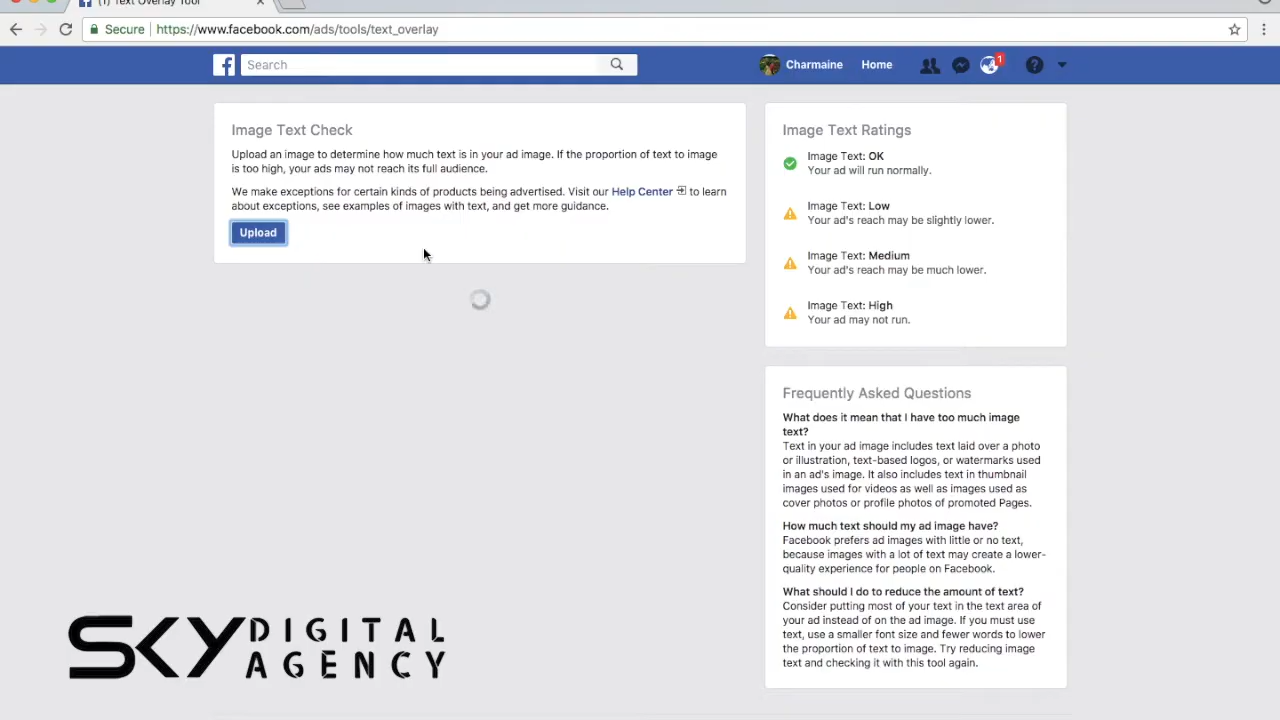 (1) Text Overlay Tool
Secure
https://www.facebook.com/ads/tools/text_overlay
f
Search
Charmaine
Home
1
Image Text Check
Upload an image to determine how much text is in your ad image. If the proportion of text to image
is too high, your ads may not reach its full audience.
We make exceptions for certain kinds of products being advertised. Visit our Help Center to learn
about exceptions, see examples of images with text, and get more guidance.
Upload
Image Text Ratings
Image Text: OK
Your ad will run normally.
Image Text: Low
Your ad's reach may be slightly lower.
Image Text: Medium
Your ad's reach may be much lower.
Image Text: High
Your ad may not run.
Frequently Asked Questions
What does it mean that I have too much image
text?
Text in your ad image includes text laid over a photo
or illustration, text-based logos, or watermarks used
in an ad's image. It also includes text in thumbnail
images used for videos as well as images used as
cover photos or profile photos of promoted Pages.
How much text should my ad image have?
Facebook prefers ad images with little or no text,
because images with a lot of text may create a lower-
quality experience for people on Facebook.
What should I do to reduce the amount of text?
Consider putting most of your text in the text area of
your ad instead of on the ad image. If you must use
text, use a smaller font size and fewer words to lower
the proportion of text to image. Try reducing image
text and checking it with this tool again.
SKY DIGITAL
AGENCY